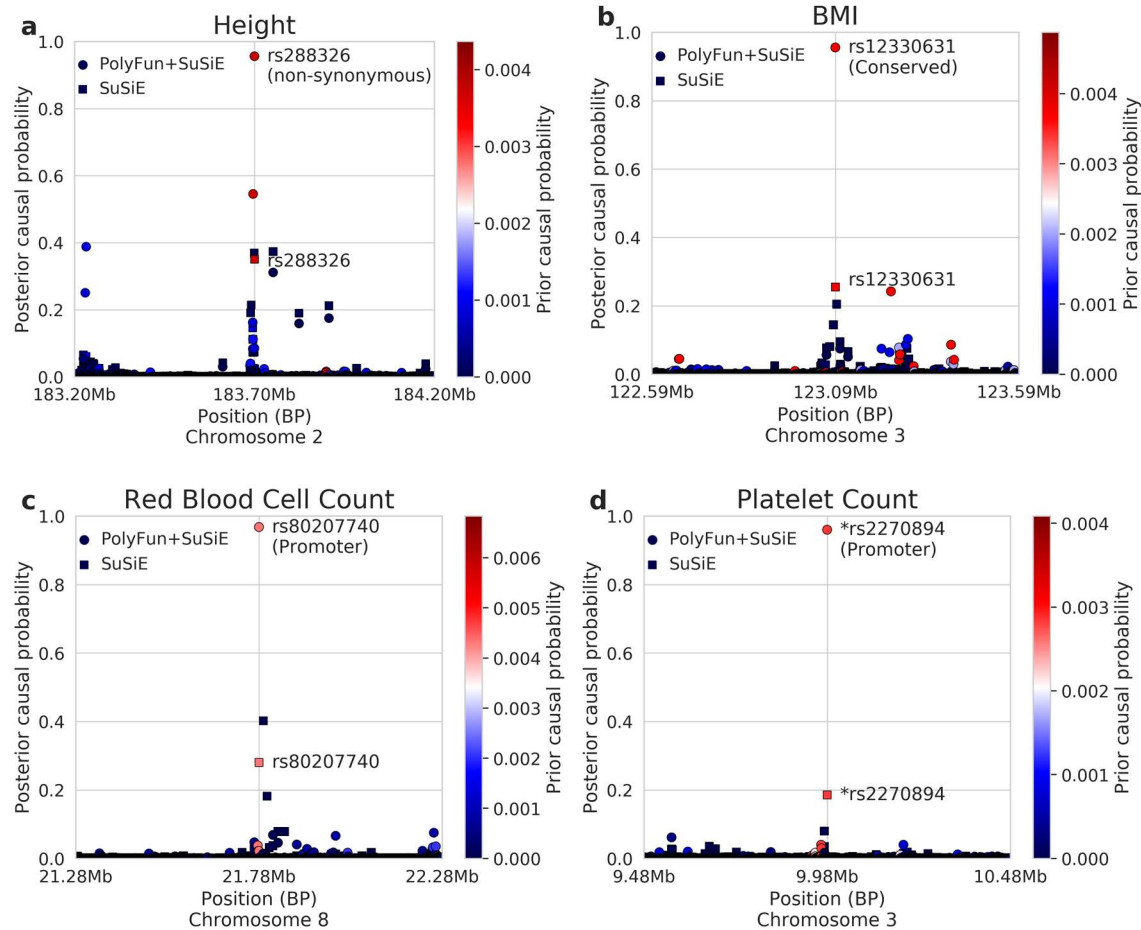 a
Height
1.0
0.8
0.6
0.4
0.2
0.0
Posterior causal probability
PolyFun+SuSiE
SuSiE
rs288326
(non-synonymous)
rs288326
183.20Mb
183.70Mb
184.20Mb
Position (BP)
Chromosome 2
0.004
0.003
0.002
0.001
0.000
Prior causal probability
b
BMI
1.0
0.8
0.6
0.4
0.2
0.0
Posterior causal probability
PolyFun+SuSiE
SuSiE
rs12330631
(Conserved)
rs12330631
122.59Mb
123.09Mb
123.59Mb
Position (BP)
Chromosome 3
0.004
0.003
0.002
0.001
0.000
Prior causal probability
c
Red Blood Cell Count
1.0
0.8
0.6
0.4
0.2
0.0
Posterior causal probability
PolyFun+SuSiE
SuSiE
rs80207740
(Promoter)
rs80207740
21.28Mb
21.78Mb
22.28Mb
Position (BP)
Chromosome 8
0.006
0.005
0.004
0.003
0.002
0.001
0.000
Prior causal probability
d
Platelet Count
1.0
0.8
0.6
0.4
0.2
0.0
Posterior causal probability
PolyFun+SuSiE
SuSiE
*rs2270894
(Promoter)
*rs2270894
9.48Mb
9.98Mb
10.48Mb
Position (BP)
Chromosome 3
0.004
0.003
0.002
0.001
0.000
Prior causal probability